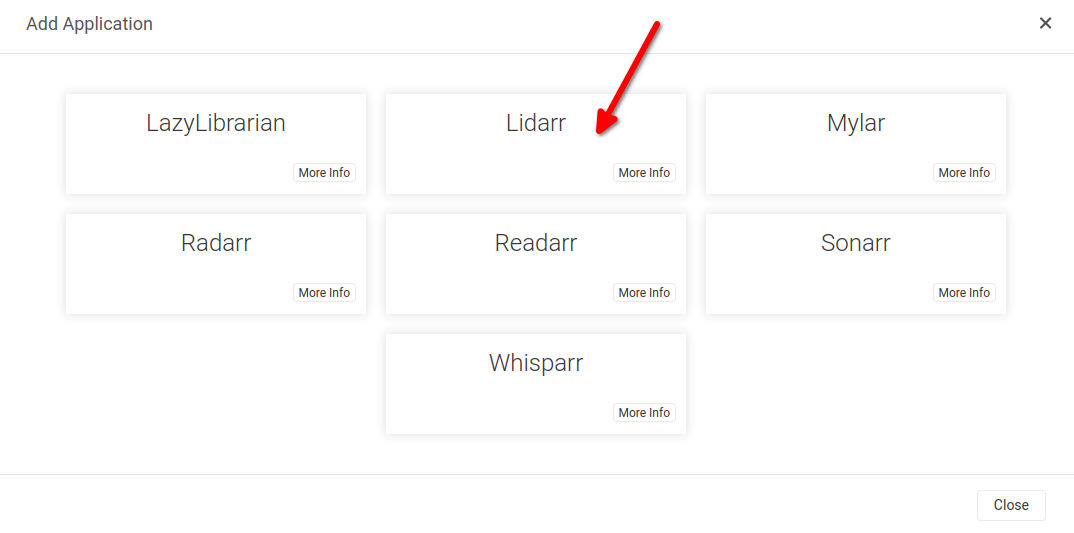 Add Application
LazyLibrarian
More Info
Lidarr
More Info
Mylar
More Info
Radarr
More Info
Readarr
More Info
Sonarr
More Info
Whisparr
More Info
Close